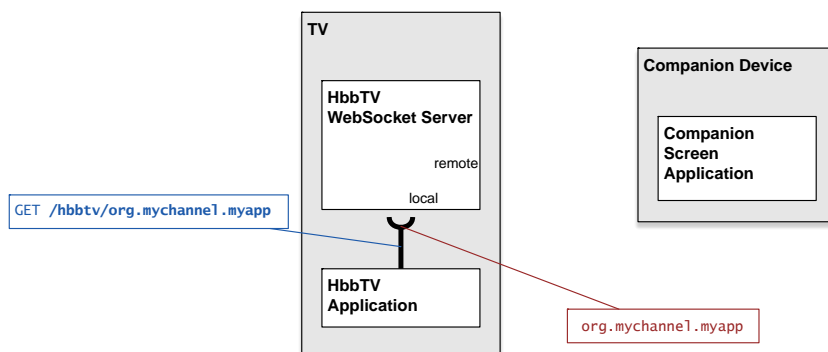 TV
HbbTV
WebSocket Server
remote
local
GET /hbbtv/org.mychannel.myapp
HbbTV
Application
org.mychannel.myapp
Companion Device
Companion
Screen
Application